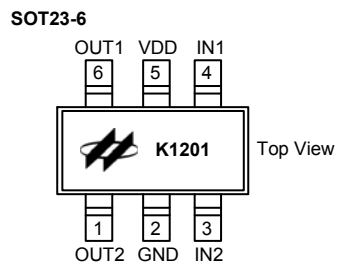 SOT23-6
OUT1 VDD IN1
6 5 4
K1201 Top View
1 2 3
OUT2 GND IN2